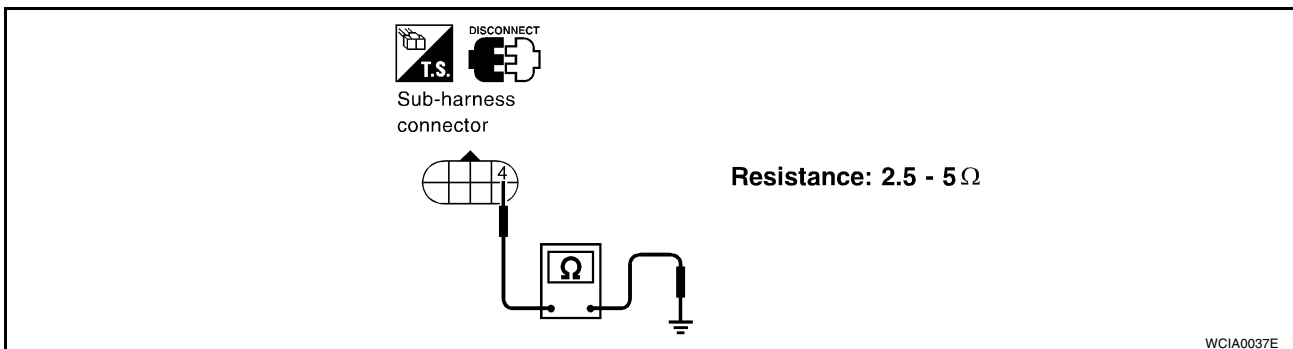 DISCONNECT
T.S.
Sub-harness
connector
4
Resistance: 2.5 - 5 Ω
Ω
WCIA0037E